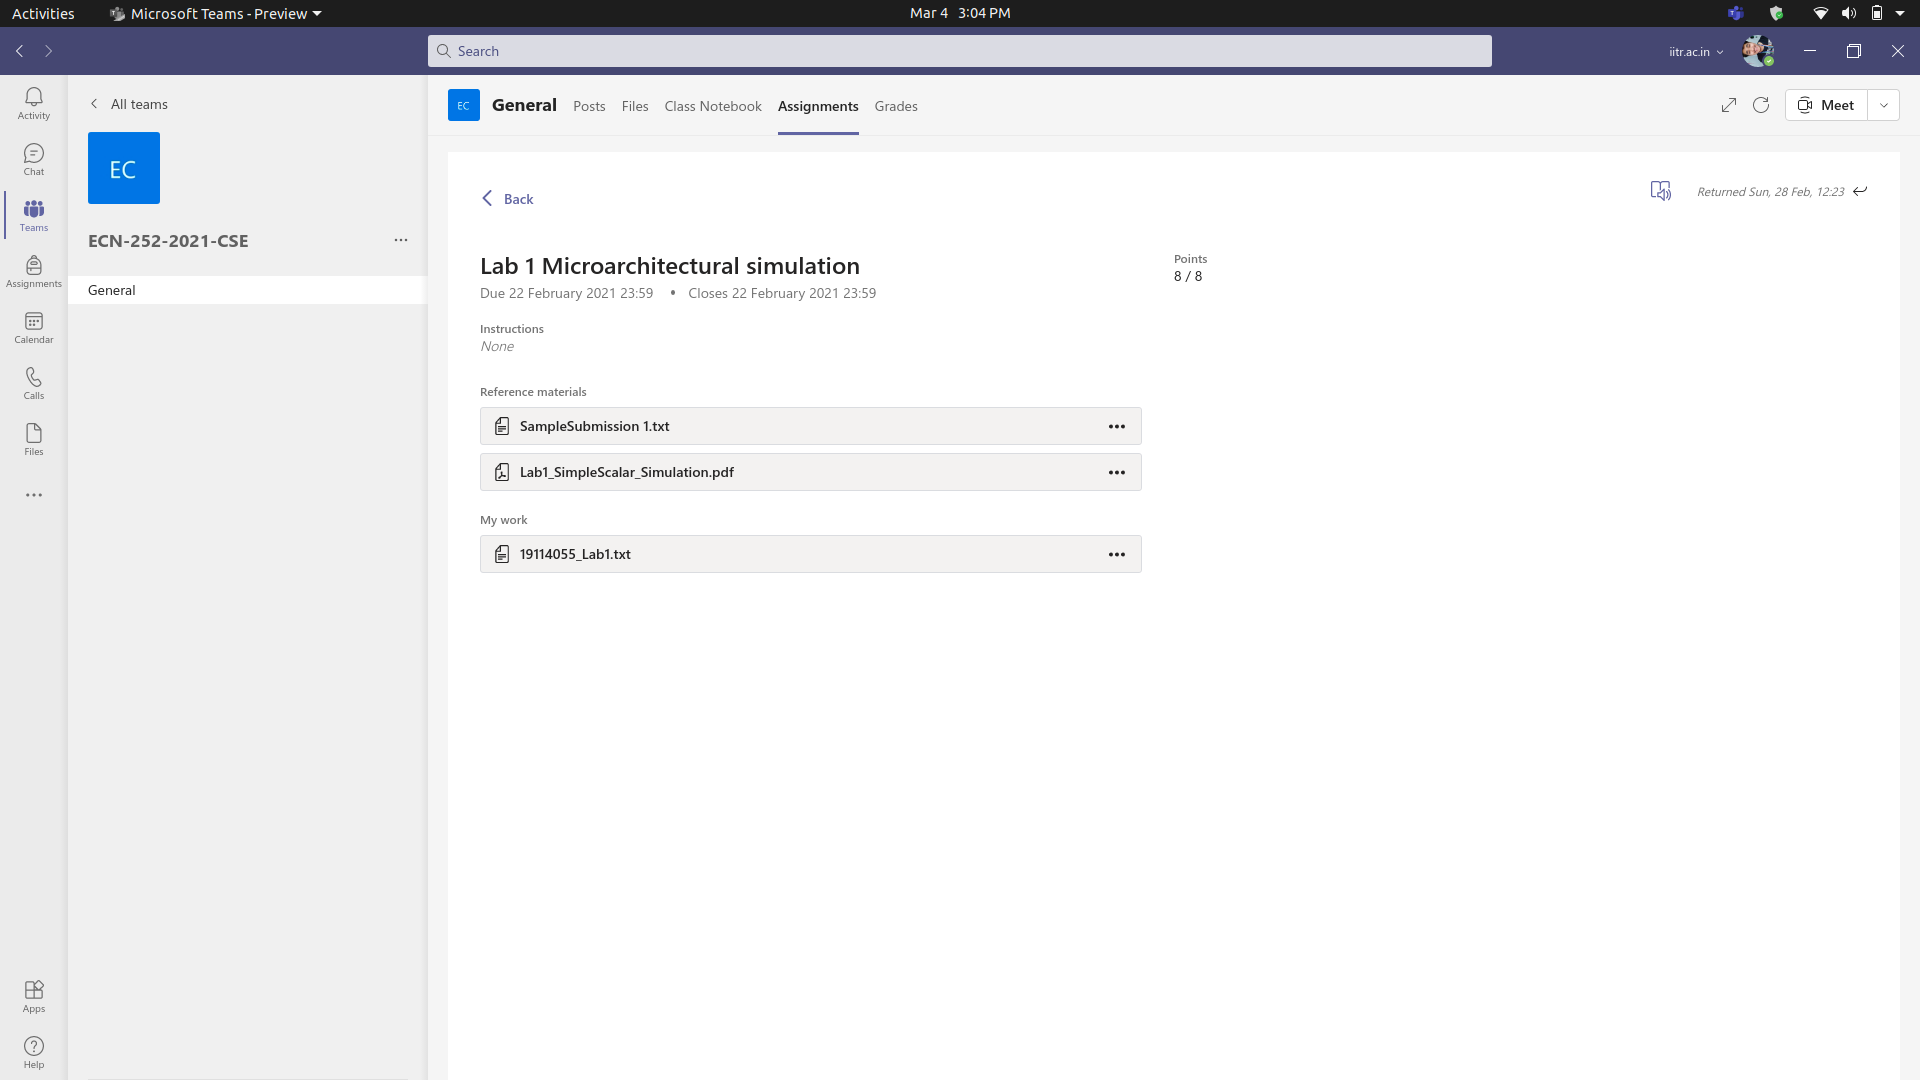 Activities Microsoft Teams - Preview Mar 4 3:04 PM
Search iitr.ac.in
Activity
Chat
Teams
Assignments
Calendar
Calls
Files
Apps
Help
All teams
EC
ECN-252-2021-CSE
General
EC General Posts Files Class Notebook Assignments Grades Meet
Back Returned Sun, 28 Feb, 12:23
Lab 1 Microarchitectural simulation
Due 22 February 2021 23:59 • Closes 22 February 2021 23:59
Points
8 / 8
Instructions
None
Reference materials
SampleSubmission 1.txt
Lab1_SimpleScalar_Simulation.pdf
My work
19114055_Lab1.txt